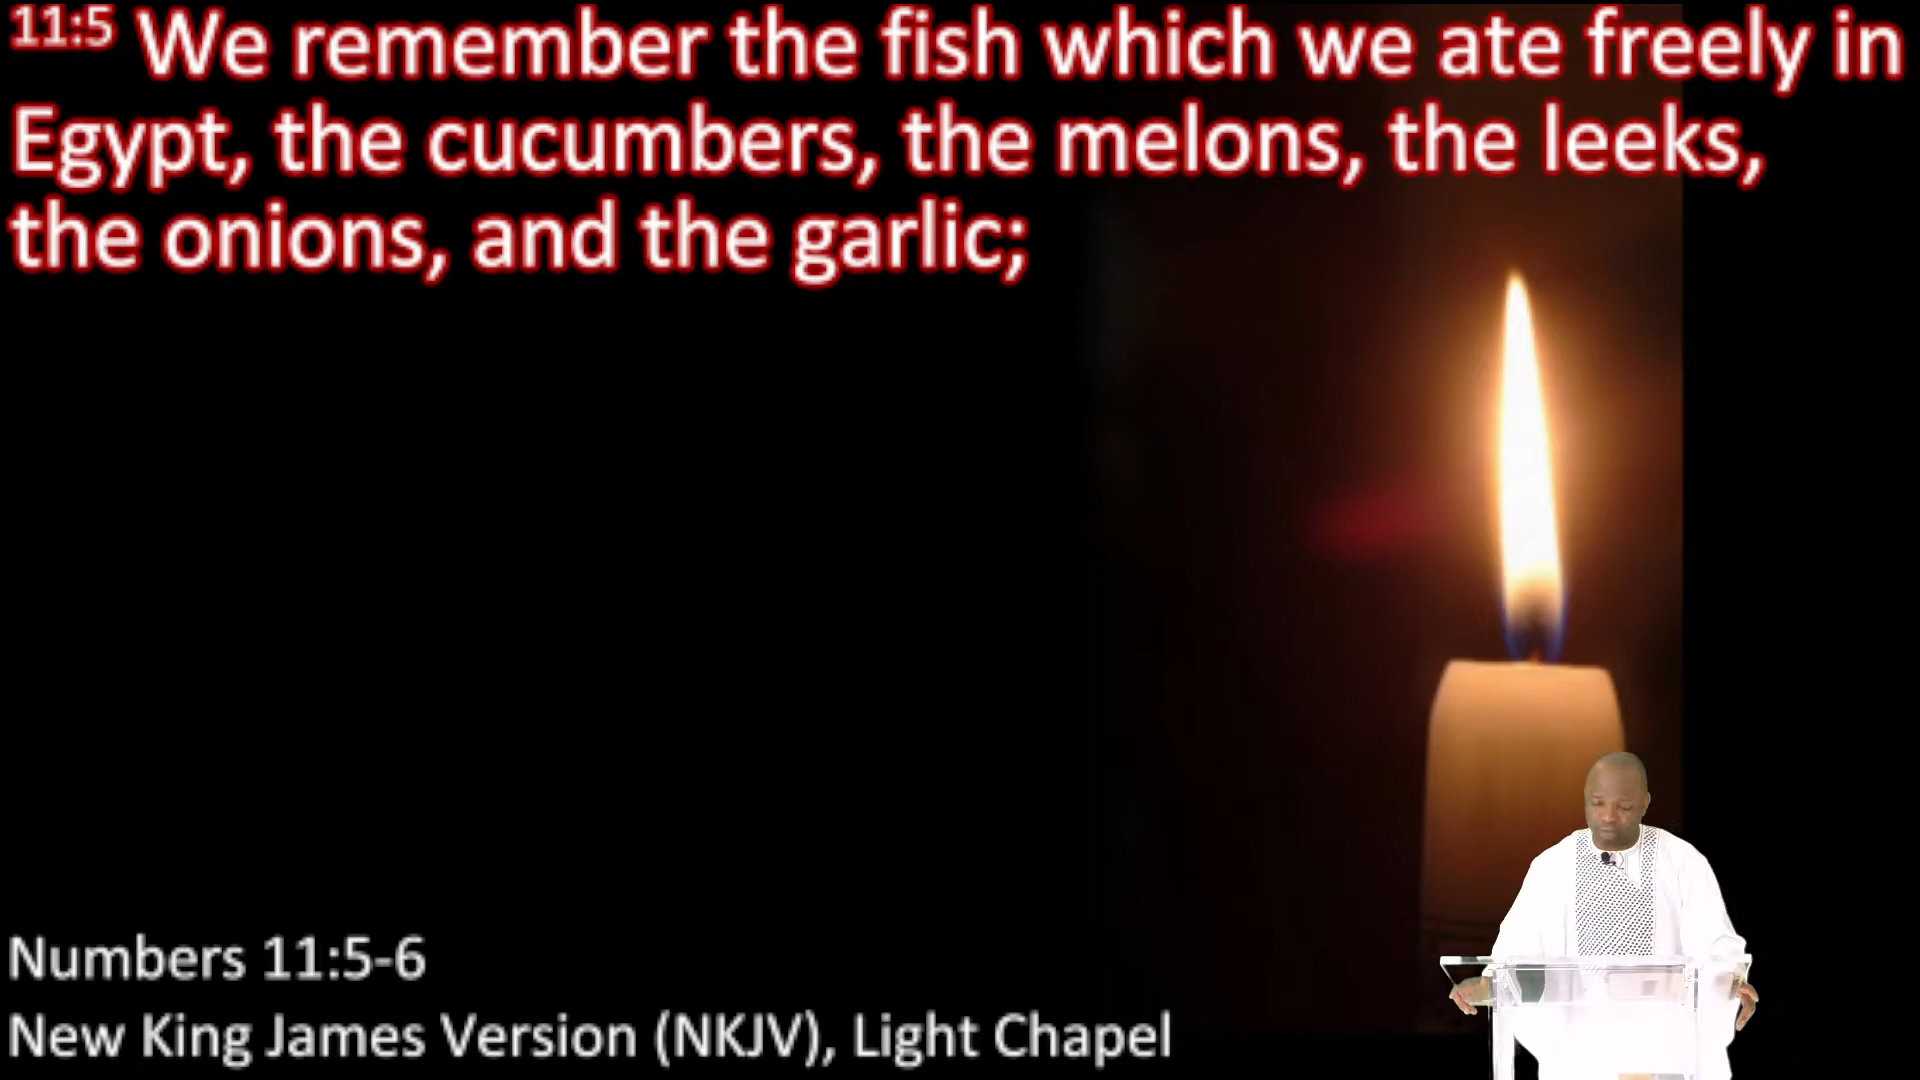 11:5 We remember the fish which we ate freely in
Egypt, the cucumbers, the melons, the leeks,
the onions, and the garlic;
Numbers 11:5-6
New King James Version (NKJV), Light Chapel